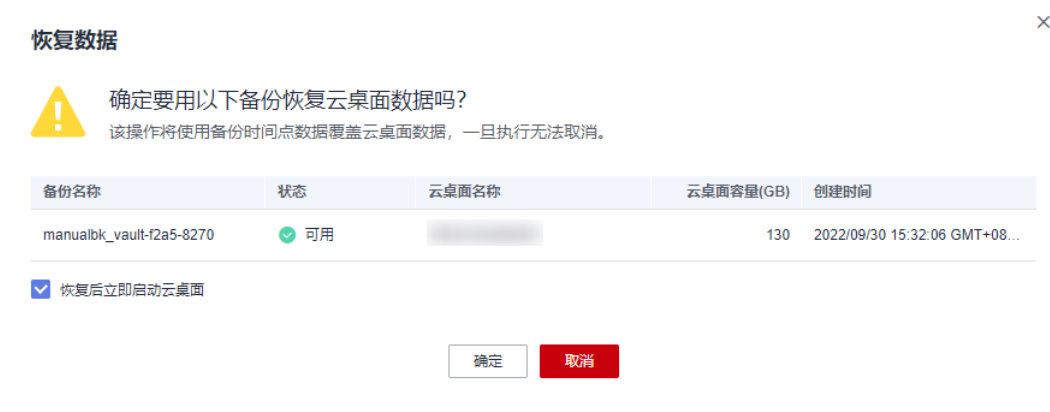 恢复数据
确定要用以下备份恢复云桌面数据吗?
该操作将使用备份时间点数据覆盖云桌面数据，一旦执行无法取消。
备份名称 状态 云桌面名称 云桌面容量(GB) 创建时间
manualbk_vault-f2a5-8270 可用 130 2022/09/30 15:32:06 GMT+08...
恢复后立即启动云桌面
确定 取消